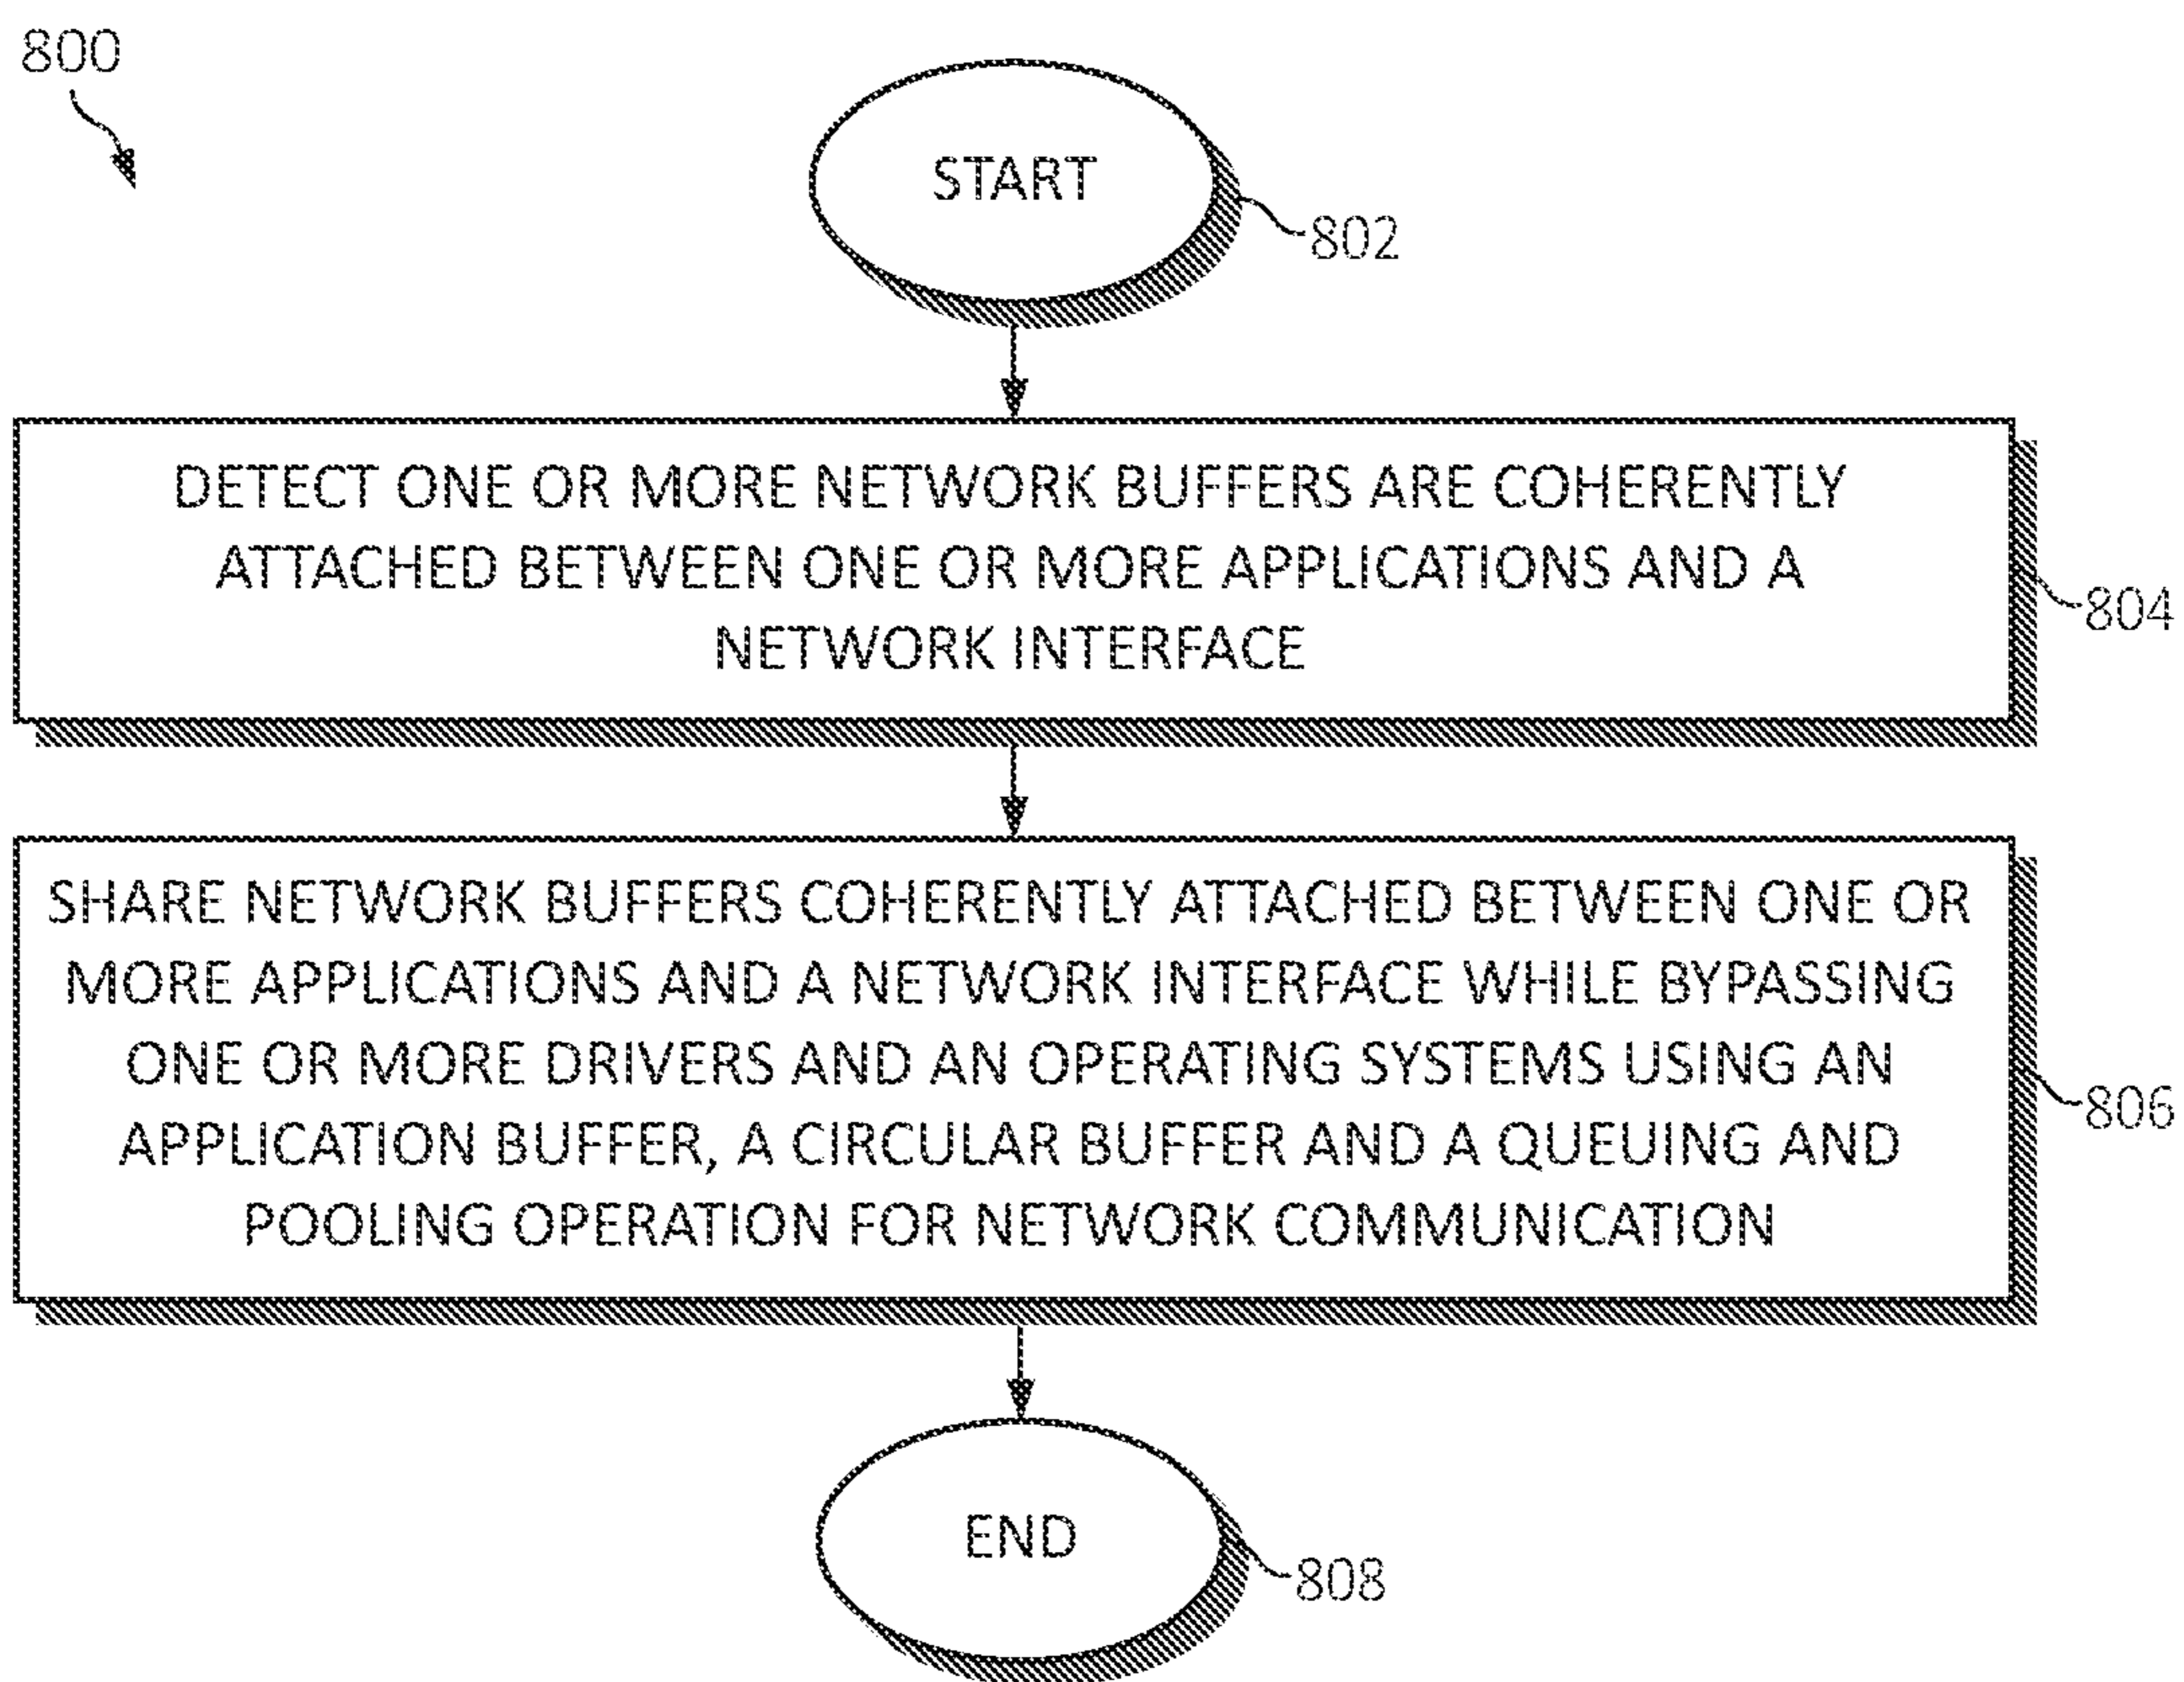 800
START
802
DETECT ONE OR MORE NETWORK BUFFERS ARE COHERENTLY
ATTACHED BETWEEN ONE OR MORE APPLICATIONS AND A
NETWORK INTERFACE
804
SHARE NETWORK BUFFERS COHERENTLY ATTACHED BETWEEN ONE OR
MORE APPLICATIONS AND A NETWORK INTERFACE WHILE BYPASSING
ONE OR MORE DRIVERS AND AN OPERATING SYSTEMS USING AN
APPLICATION BUFFER, A CIRCULAR BUFFER AND A QUEUING AND
POOLING OPERATION FOR NETWORK COMMUNICATION
806
END
808